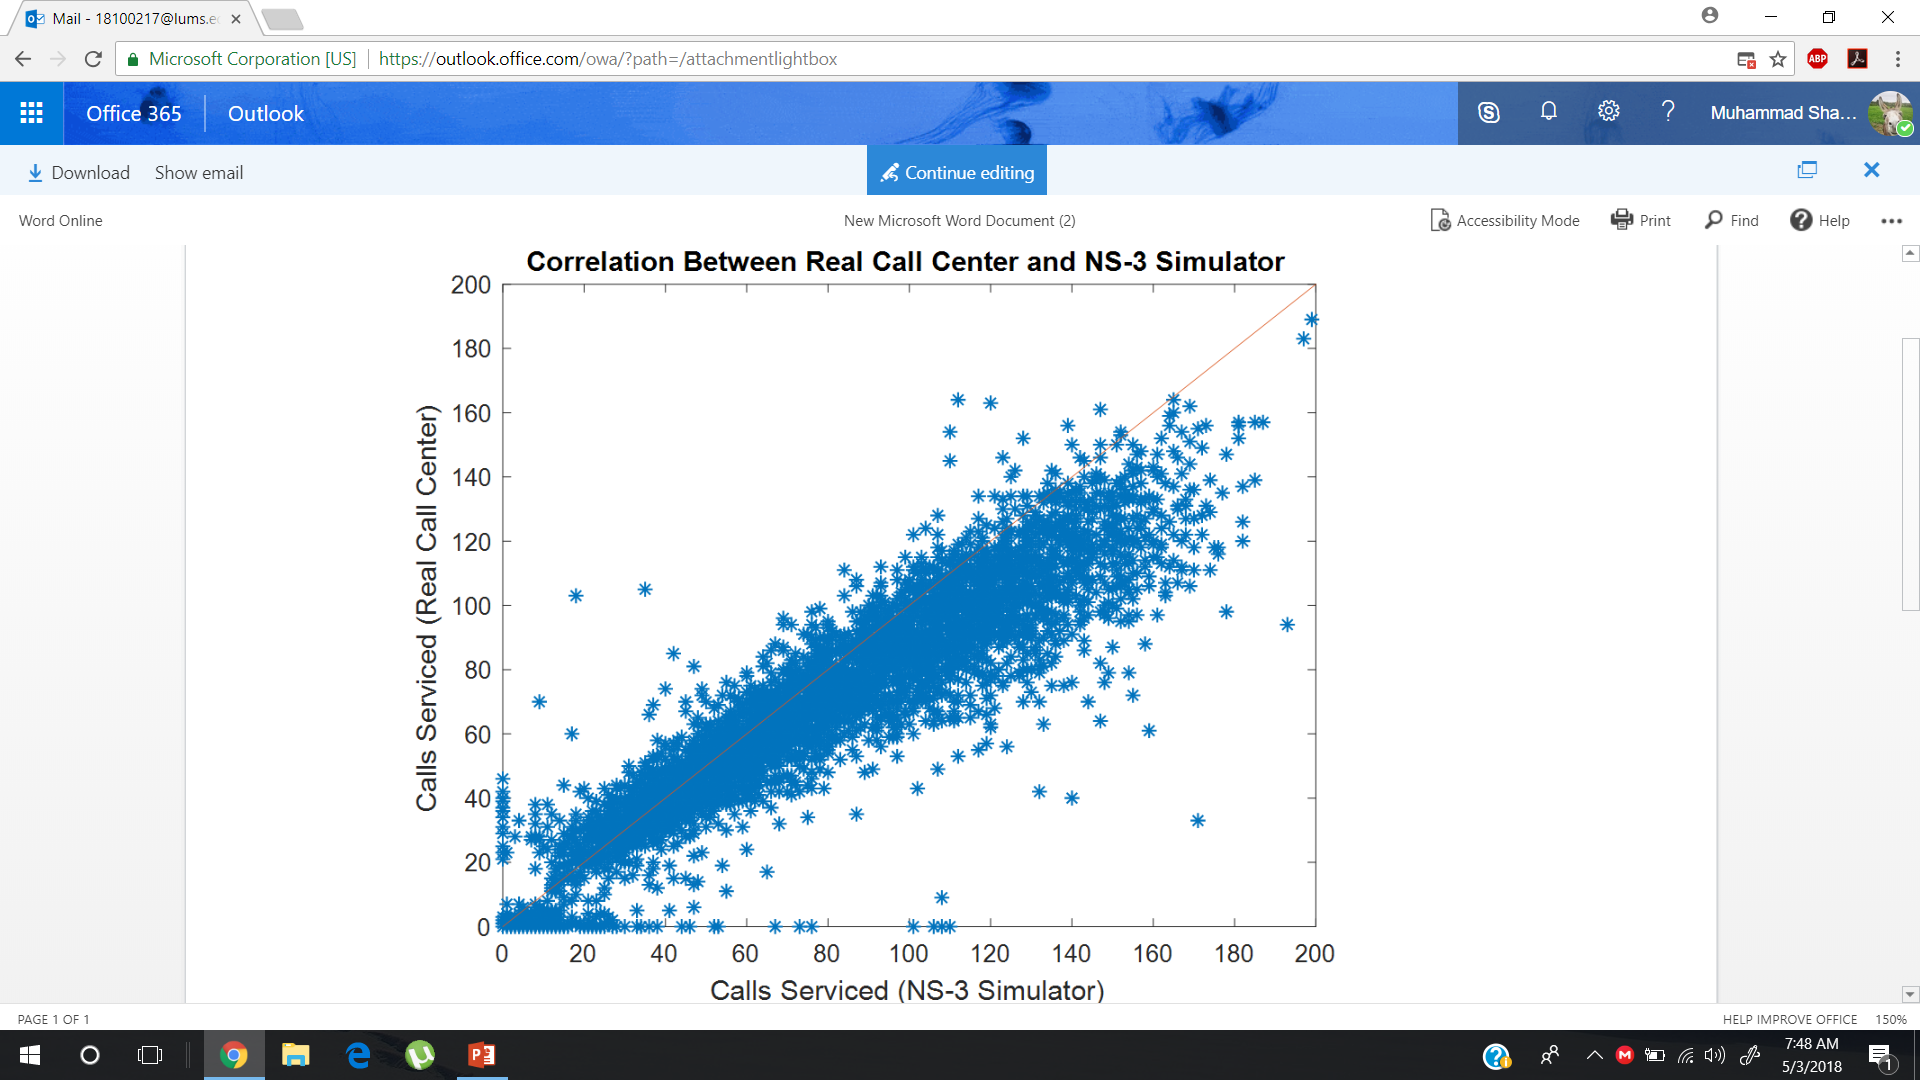 Mail - 18100217@lums.e
Microsoft Corporation [US] https://outlook.office.com/owa/?path=/attachmentlightbox
ABP
Office 365 Outlook
Muhammad Sha...
Download Show email
Continue editing
Word Online
New Microsoft Word Document (2)
Accessibility Mode Print Find Help
Correlation Between Real Call Center and NS-3 Simulator
Calls Serviced (Real Call Center)
200
180
160
140
120
100
80
60
40
20
0
0 20 40 60 80 100 120 140 160 180 200
Calls Serviced (NS-3 Simulator)
PAGE 1 OF 1
HELP IMPROVE OFFICE 150%
7:48 AM
5/3/2018
1